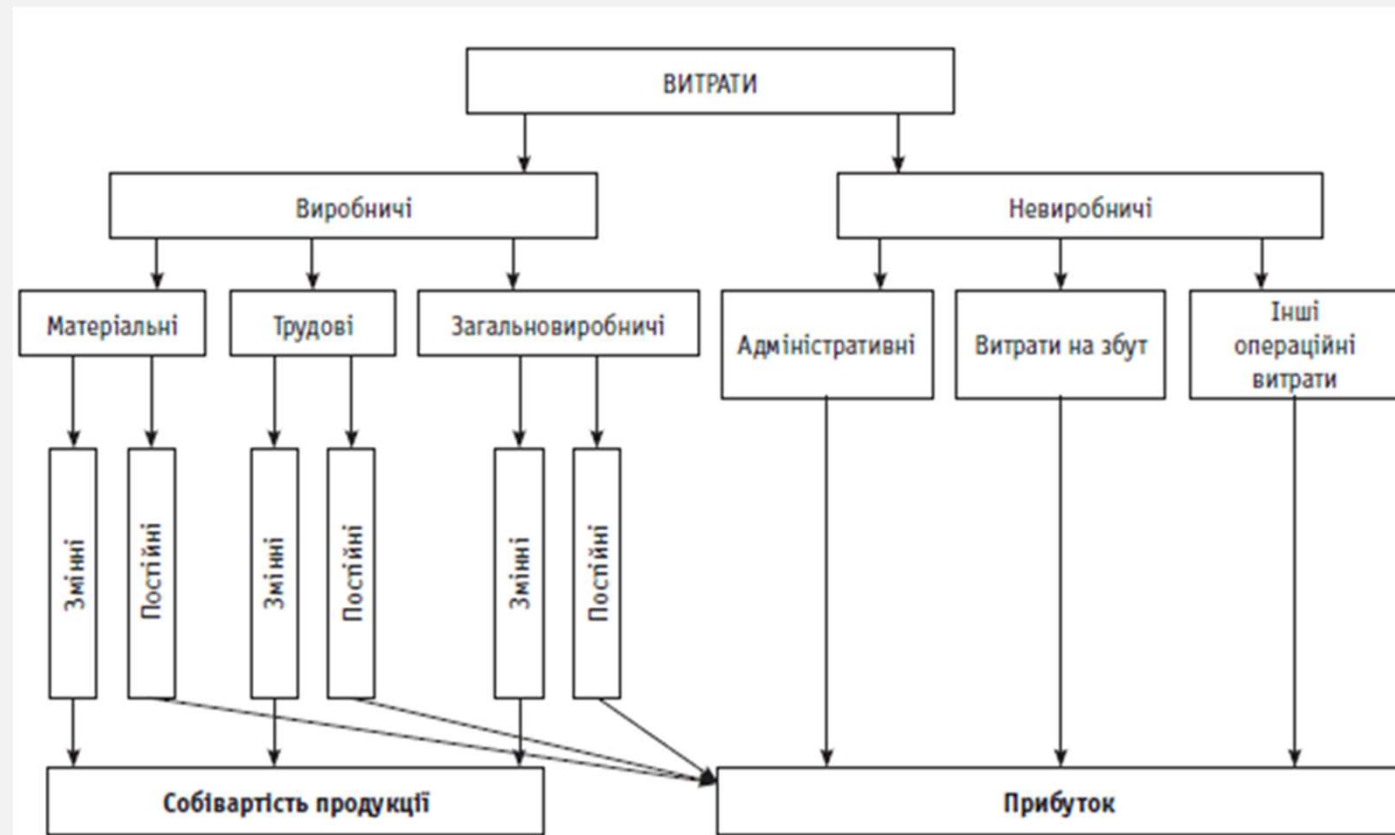 ВИТРАТИ
Виробничі
Невиробничі
Матеріальні
Трудові
Загальновиробничі
Адміністративні
Витрати на збут
Інші
операційні
витрати
Змінні
Постійні
Змінні
Постійні
Змінні
Постійні
Собівартість продукції
Прибуток